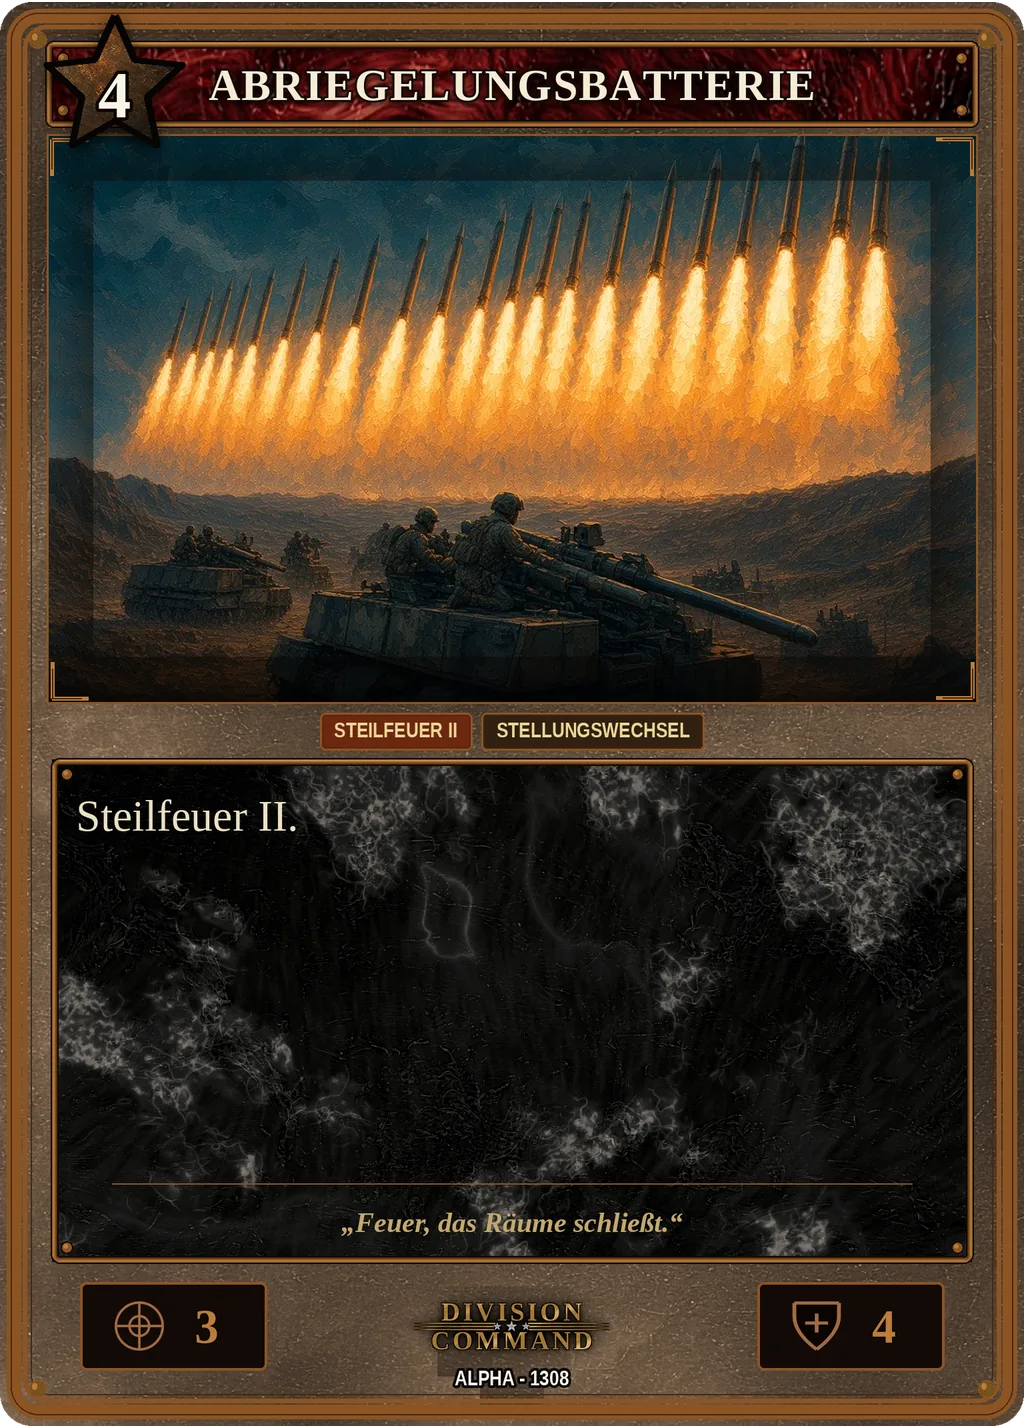 4
ABRIEGELUNGSBATTERIE
STEILFEUER II
STELLUNGSWECHSEL
Steilfeuer II.
„Feuer, das Räume schließt.“
3
DIVISION
COMMAND
4
ALPHA - 1308